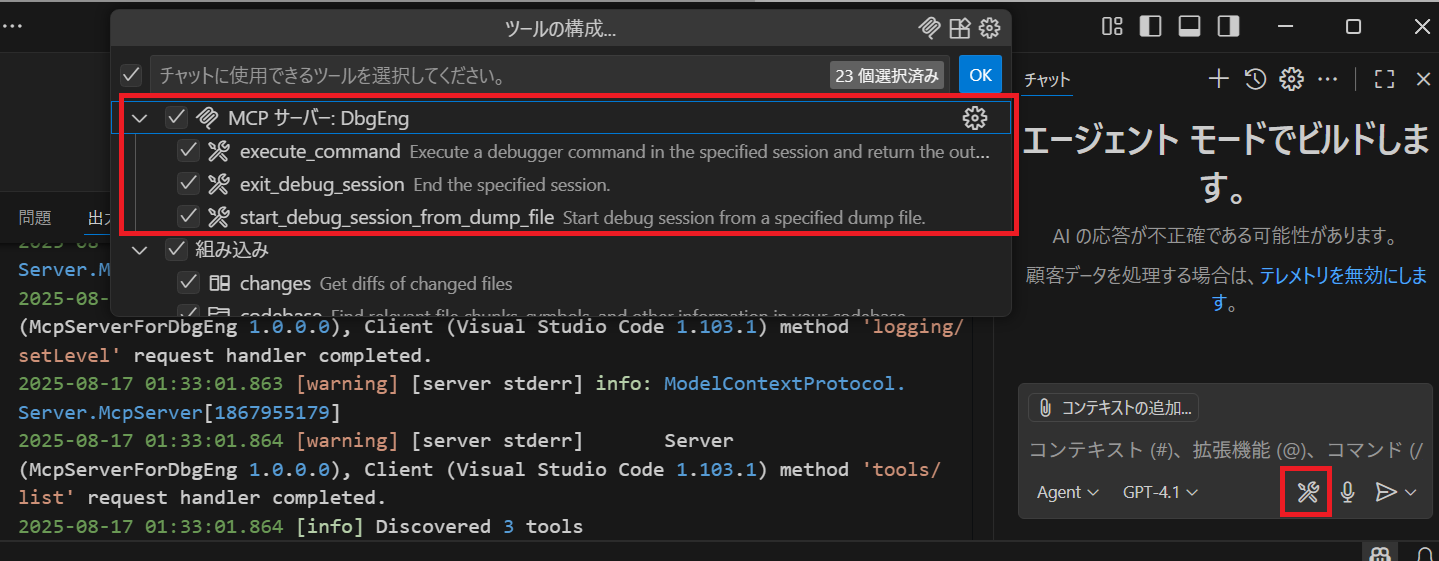 ツールの構成...
チャットに使用できるツールを選択してください。 23 個選択済み OK
MCP サーバー: DbgEng
execute_command Execute a debugger command in the specified session and return the out...
exit_debug_session End the specified session.
start_debug_session_from_dump_file Start debug session from a specified dump file.
組み込み
changes Get diffs of changed files
codebase Find relevant file chunks, symbols, and other information in your codebase
問題
Server.M
2025-08-
(McpServerForDbgEng 1.0.0.0), Client (Visual Studio Code 1.103.1) method 'logging/
setLevel' request handler completed.
2025-08-17 01:33:01.863 [warning] [server stderr] info: ModelContextProtocol.
Server.McpServer[1867955179]
2025-08-17 01:33:01.864 [warning] [server stderr] Server
(McpServerForDbgEng 1.0.0.0), Client (Visual Studio Code 1.103.1) method 'tools/
list' request handler completed.
2025-08-17 01:33:01.864 [info] Discovered 3 tools
チャット
エージェント モードでビルドしま
す。
AI の応答が不正確である可能性があります。
顧客データを処理する場合は、テレメトリを無効にしま
す。
コンテキストの追加...
コンテキスト (#)、拡張機能 (@)、コマンド (/
Agent GPT-4.1